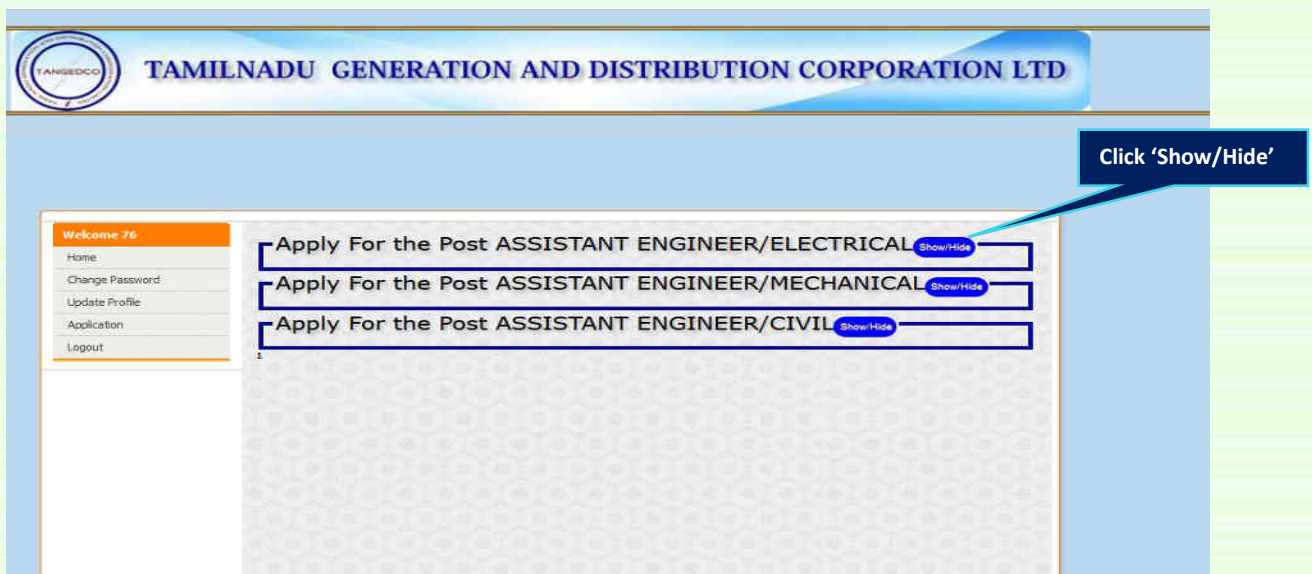 TANGEDCO
TAMILNADU GENERATION AND DISTRIBUTION CORPORATION LTD
Click ‘Show/Hide’
Welcome 76
Home
Change Password
Update Profile
Application
Logout
Apply For the Post ASSISTANT ENGINEER/ELECTRICAL Show/Hide
Apply For the Post ASSISTANT ENGINEER/MECHANICAL Show/Hide
Apply For the Post ASSISTANT ENGINEER/CIVIL Show/Hide
1